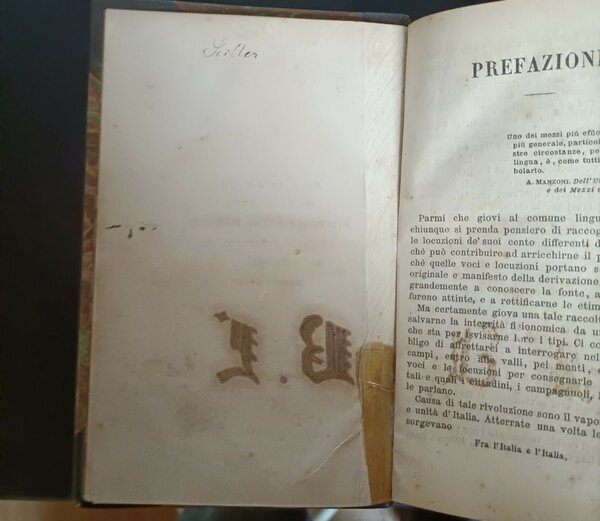 PREFAZION
Uno dei mezzi più effic
più generale, particol
stre circostanze, pe
lingua, è, come tutti
bolario.
A. MANZONI. Dell'U
e dei Mezzi
Parmi che giovi al comune lingu
chiunque si prenda pensiero di raccog
le locuzioni de' suoi cento differenti d
ché può contribuire ad arricchirne il p
ché quelle voci e locuzioni portano s
originale e manifesto della derivazione
grandemente a conoscere la fonte, a
fureno attinte, e a rettificarne le etim
Ma certamente giova una tale raccol
salvarne la integrità fisionomica da u
che sta per isvisarne loro i tipi. Ci co
bligo di affrettarci a interrogare nel
campi, entro alle valli, pei monti, e
voci e le locuzioni per consegnarle
tali e quali i cittadini, i campagnuoli, i
le parlano.
Causa di tale rivoluzione sono il vapo
e unità d'Italia. Atterrate una volta le
sorgevano
Fra l'Italia e l'Italia,